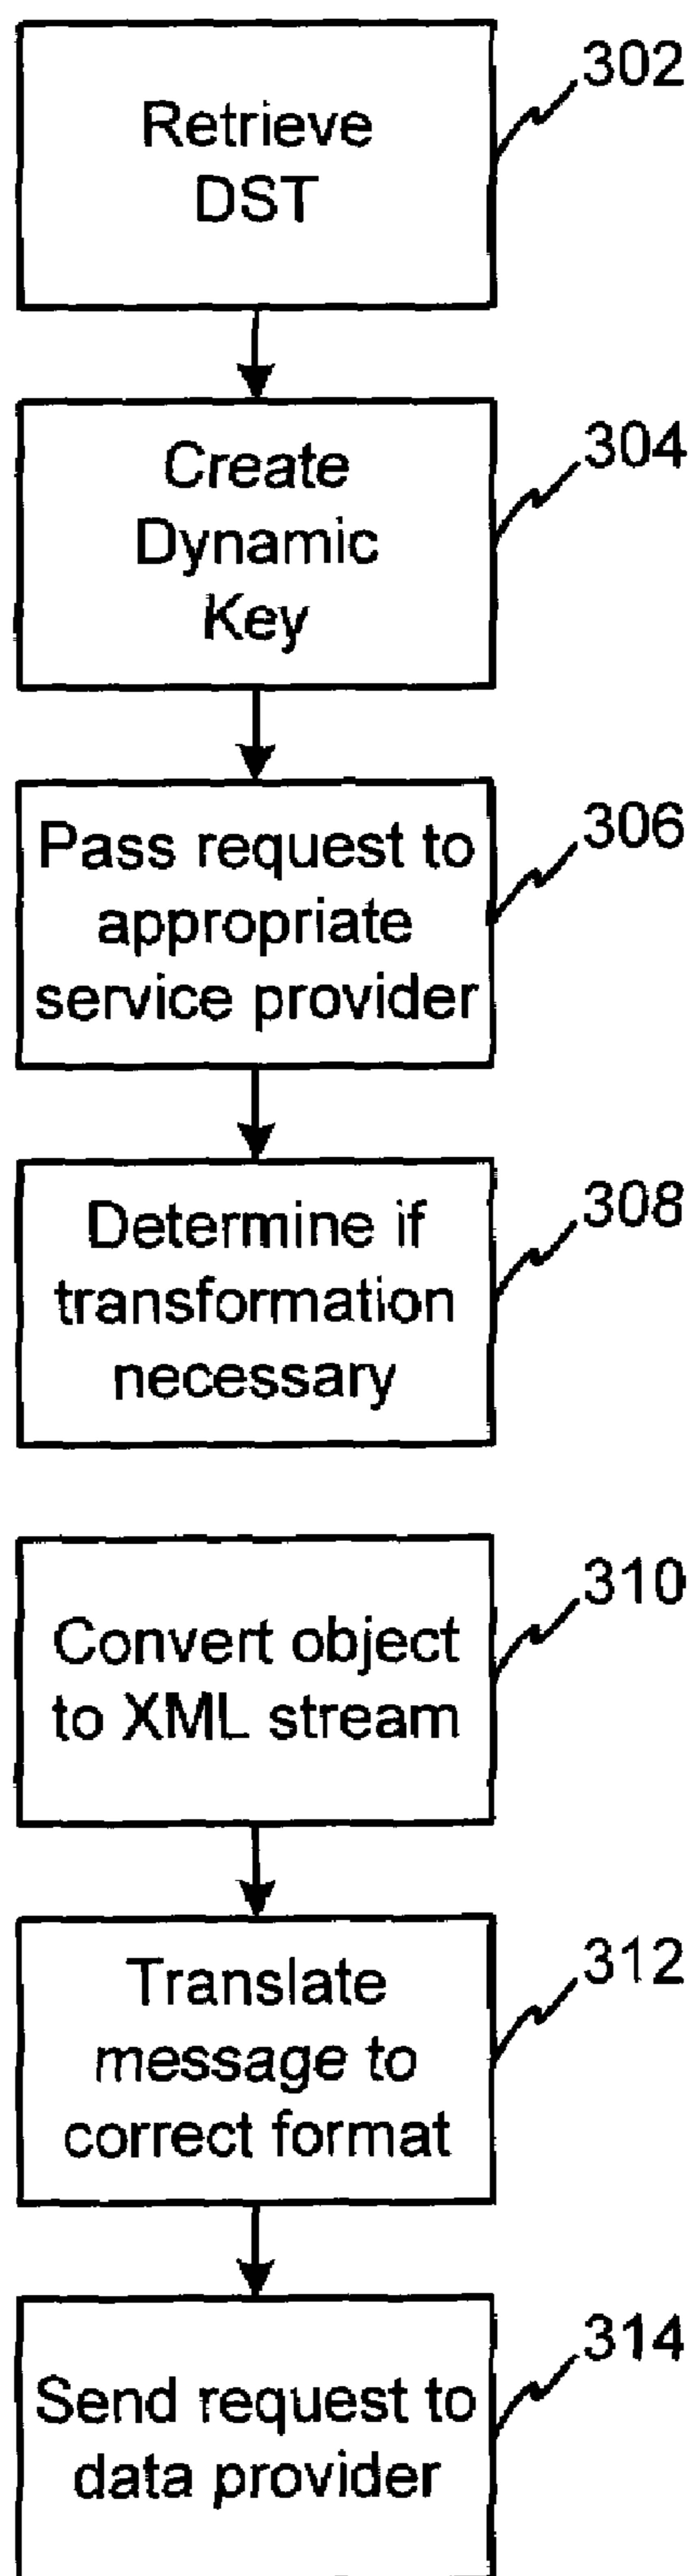 Retrieve
DST
302
Create
Dynamic
Key
304
Pass request to
appropriate
service provider
306
Determine if
transformation
necessary
308
Convert object
to XML stream
310
Translate
message to
correct format
312
Send request to
data provider
314